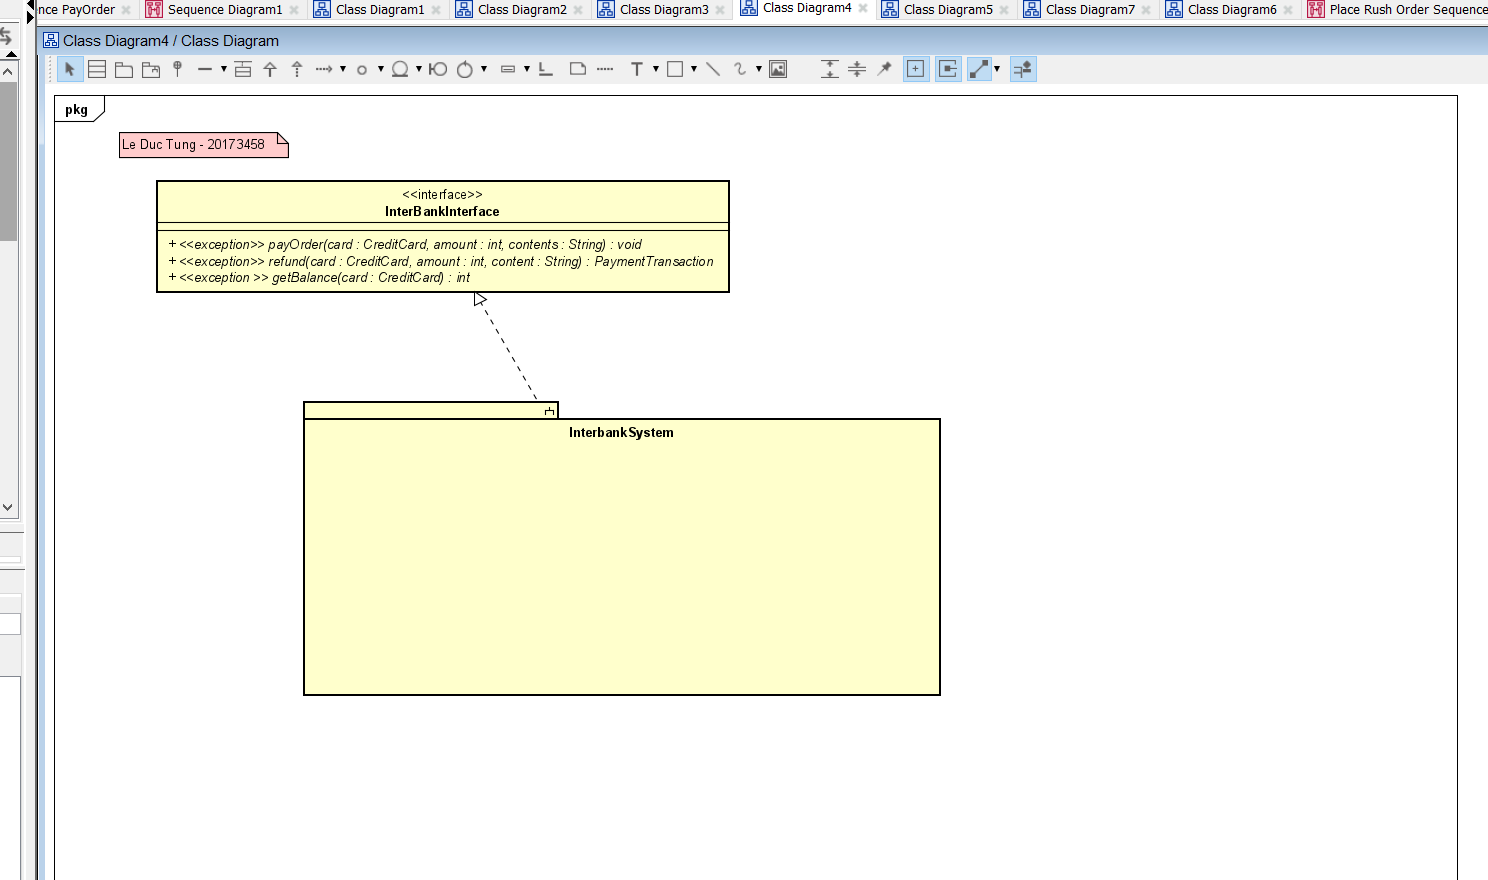 nce PayOrder
Sequence Diagram1
Class Diagram1
Class Diagram2
Class Diagram3
Class Diagram4
Class Diagram5
Class Diagram7
Class Diagram6
Place Rush Order Sequence
Class Diagram4 / Class Diagram
T
pkg
Le Duc Tung - 20173458
<<interface>>
InterBankInterface
+ <<exception>> payOrder(card : CreditCard, amount : int, contents : String) : void
+ <<exception>> refund(card : CreditCard, amount : int, content : String) : PaymentTransaction
+ <<exception >> getBalance(card : CreditCard) : int
InterbankSystem